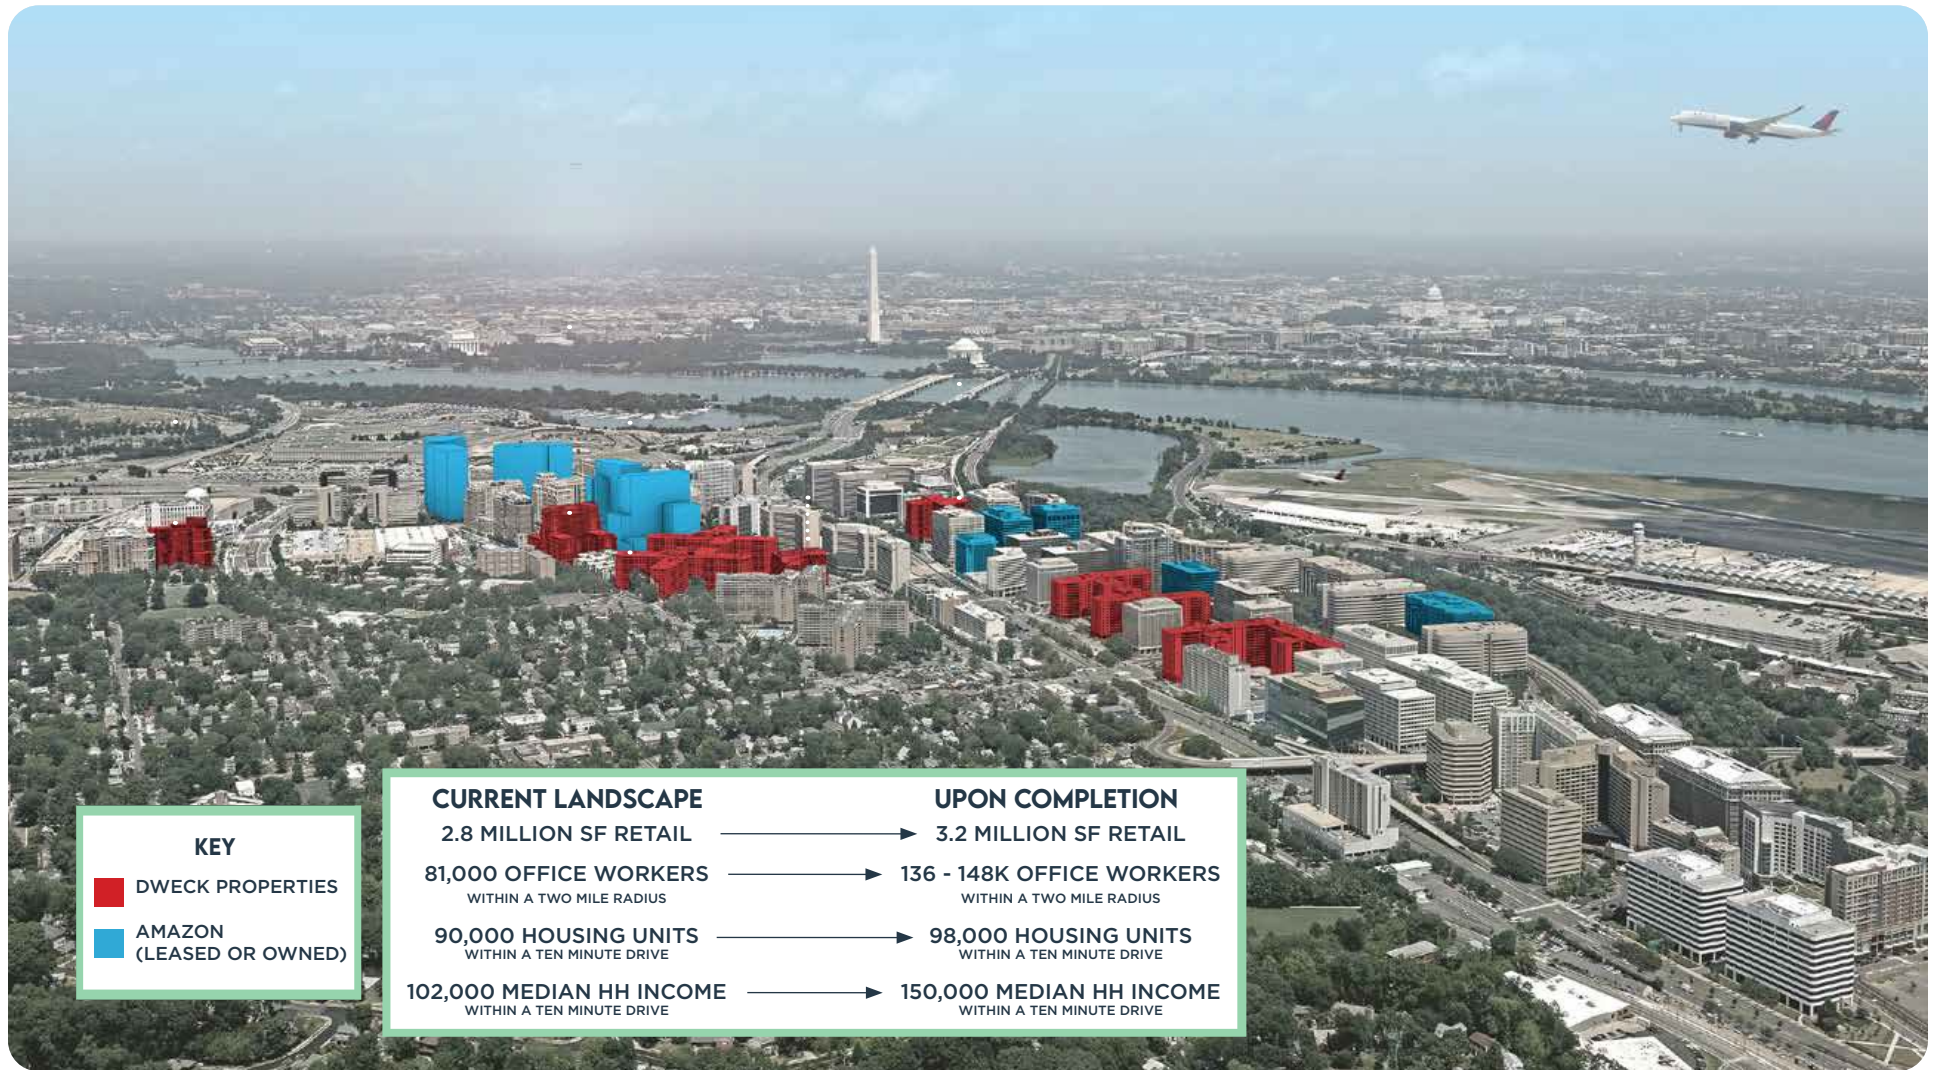 KEY
DWECK PROPERTIES
AMAZON
(LEASED OR OWNED)
CURRENT LANDSCAPE
UPON COMPLETION
2.8 MILLION SF RETAIL
3.2 MILLION SF RETAIL
81,000 OFFICE WORKERS
WITHIN A TWO MILE RADIUS
136 - 148K OFFICE WORKERS
WITHIN A TWO MILE RADIUS
90,000 HOUSING UNITS
WITHIN A TEN MINUTE DRIVE
98,000 HOUSING UNITS
WITHIN A TEN MINUTE DRIVE
102,000 MEDIAN HH INCOME
WITHIN A TEN MINUTE DRIVE
150,000 MEDIAN HH INCOME
WITHIN A TEN MINUTE DRIVE